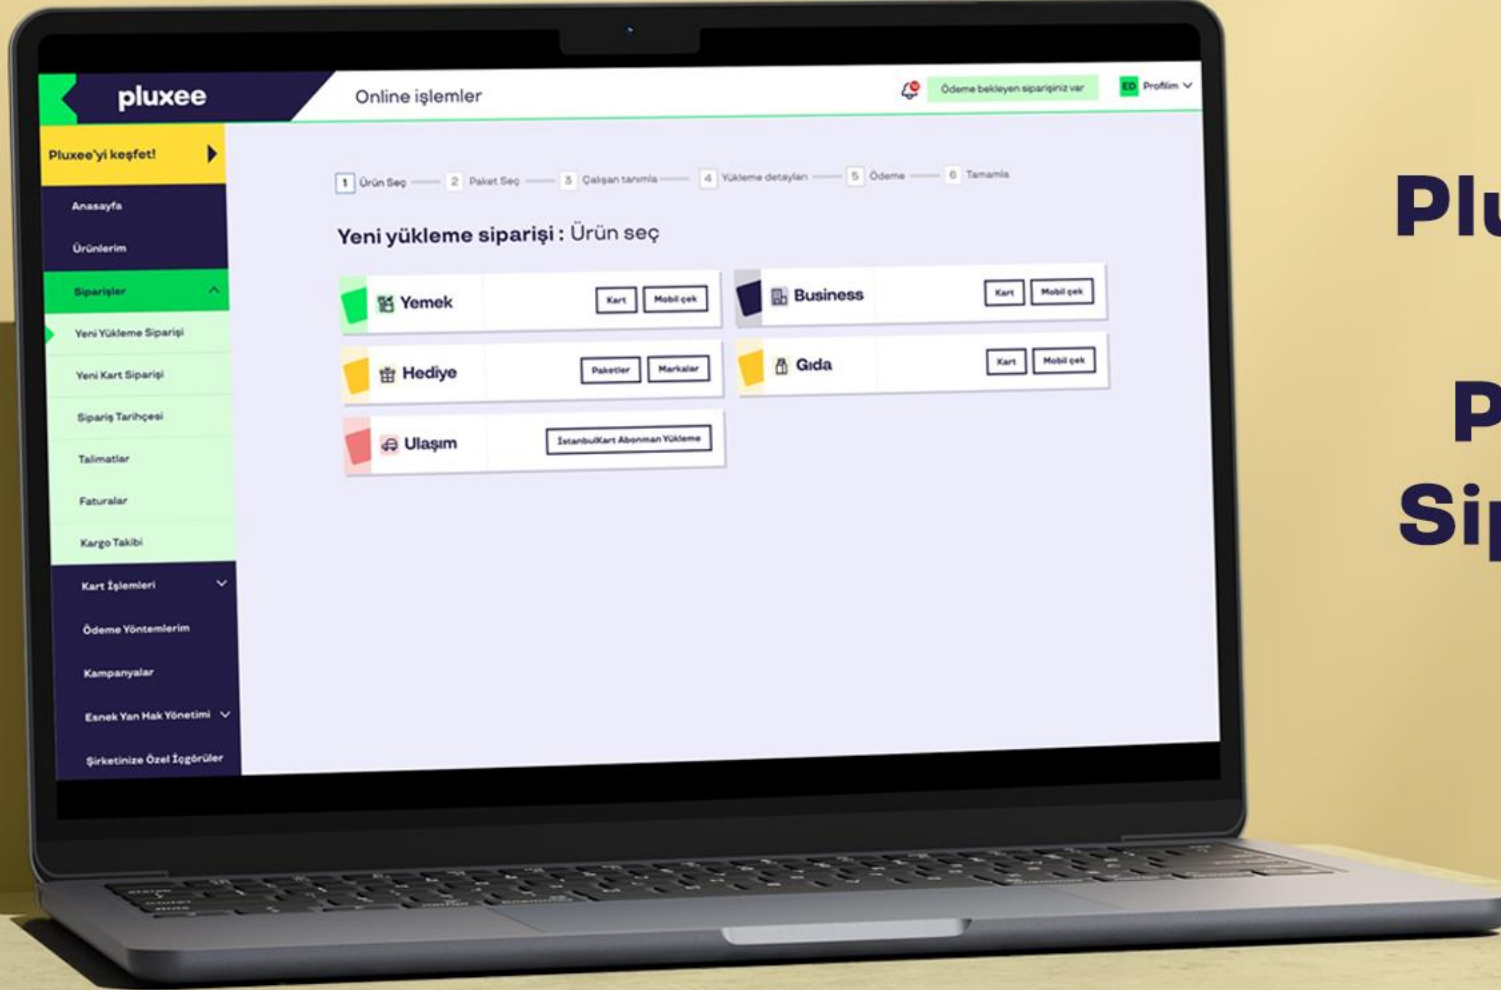 pluxee
Online işlemler
Ödeme bekleyen siparişiniz var
ED Profilim
Pluxee'yi keşfet!
Anasayfa
Ürünlerim
Siparişler
Yeni Yükleme Siparişi
Yeni Kart Siparişi
Sipariş Tarihçesi
Talimatlar
Faturalar
Kargo Takibi
Kart İşlemleri
Ödeme Yöntemlerim
Kampanyalar
Esnek Yan Hak Yönetimi
Şirketinize Özel İçgörüler
1 Ürün Seç 2 Paket Seç 3 Çalışan tanımla 4 Yükleme detayları 5 Ödeme 6 Tamamla
Yeni yükleme siparişi : Ürün seç
Yemek Kart Mobil çek
Business Kart Mobil çek
Hediye Paketler Markalar
Gıda Kart Mobil çek
Ulaşım İstanbulKart Abonman Yükleme
Plu
P
Sip